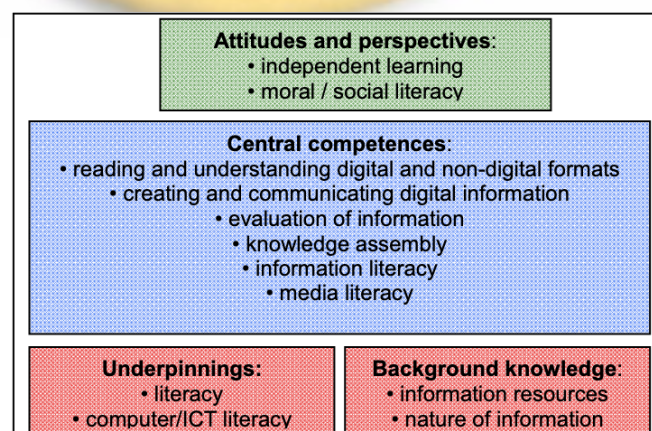 Attitudes and perspectives:
• independent learning
• moral / social literacy
Central competences:
• reading and understanding digital and non-digital formats
• creating and communicating digital information
• evaluation of information
• knowledge assembly
• information literacy
• media literacy
Underpinnings:
• literacy
• computer/ICT literacy
Background knowledge:
• information resources
• nature of information